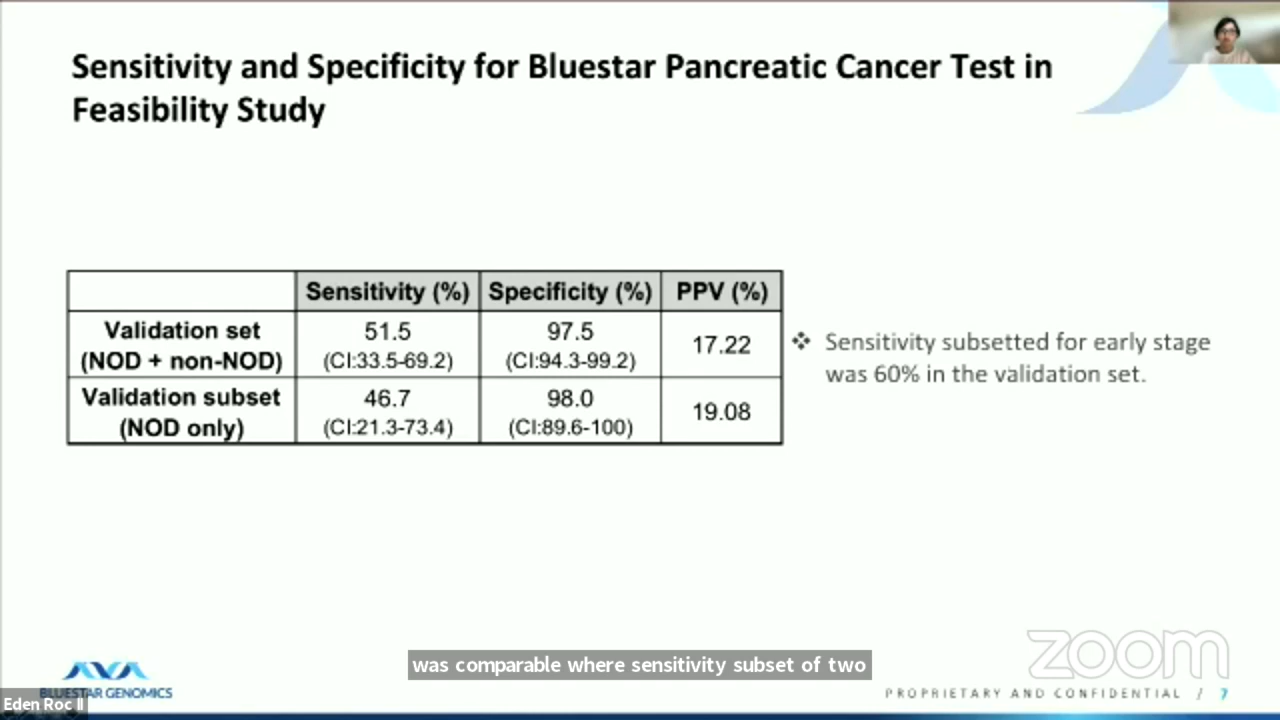 Sensitivity and Specificity for Bluestar Pancreatic Cancer Test in
Feasibility Study
Sensitivity (%) Specificity (%) PPV (%)
Validation set
(NOD + non-NOD)
51.5
(CI:33.5-69.2)
97.5
(CI:94.3-99.2)
17.22
Validation subset
(NOD only)
46.7
(CI:21.3-73.4)
98.0
(CI:89.6-100)
19.08
❖ Sensitivity subsetted for early stage
was 60% in the validation set.
was comparable where sensitivity subset of two
zoom
BLUESTAR GENOMICS
PROPRIETARY AND CONFIDENTIAL / 7
Eden Roc II